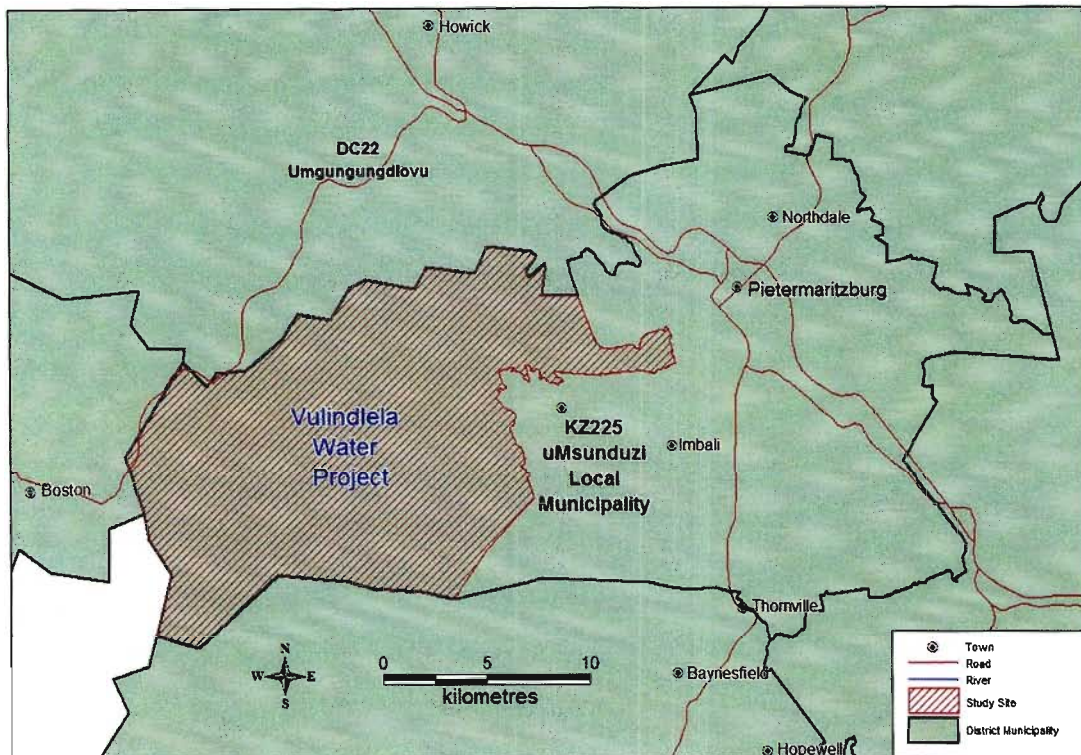 Howick
DC22
Umgungungdlovu
Northdale
Pietermaritzburg
Vulindlela
Water
Project
KZ225
uMsunduzi
Local
Municipality
Imbali
Boston
Thornville
Baynesfield
Hopewell
N
W E
S
0 5 10
kilometres
Town
Road
River
Study Site
District Municipality